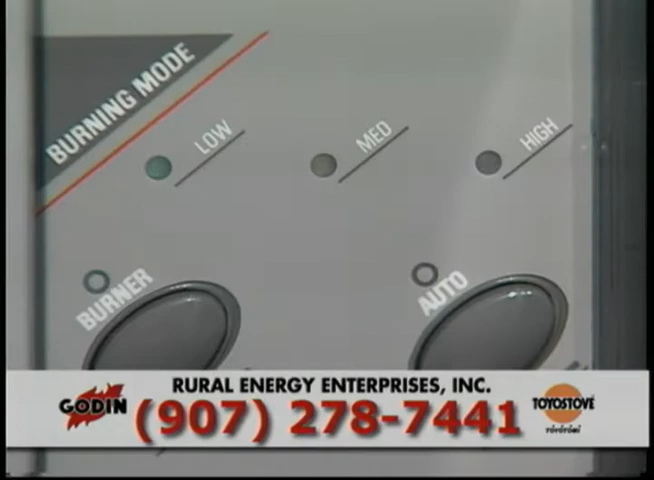 BURNING MODE
LOW
MED
HIGH
BURNER
AUTO
RURAL ENERGY ENTERPRISES, INC.
GODIN
(907) 278-7441
TOYOSTOVE